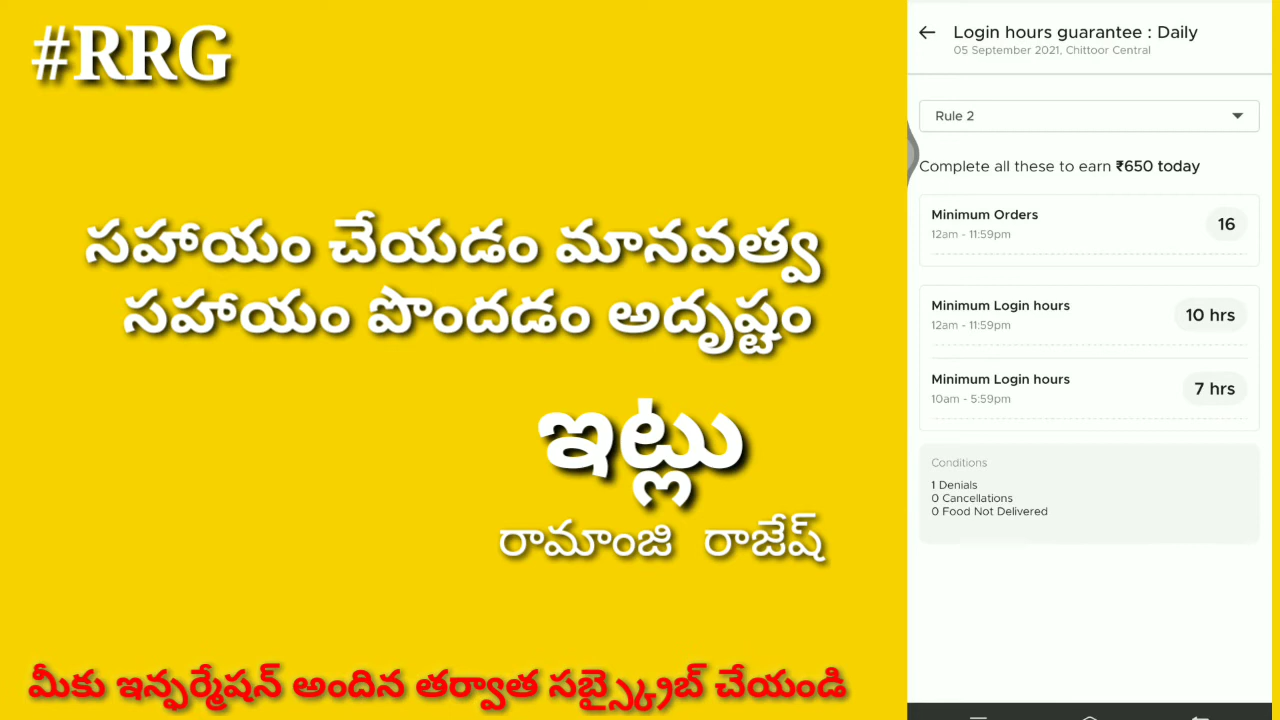 #RRG
సహాయం చేయడం మానవత్వ
సహాయం పొందడం అదృష్టం
ఇట్లు
రామాంజి రాజేష్
మీకు ఇన్ఫర్మేషన్ అందిన తర్వాత సబ్స్క్రైబ్ చేయండి
Login hours guarantee : Daily
05 September 2021, Chittoor Central
Rule 2
Complete all these to earn ₹650 today
Minimum Orders
16
12am - 11:59pm
Minimum Login hours
10 hrs
12am - 11:59pm
Minimum Login hours
7 hrs
10am - 5:59pm
Conditions
1 Denials
0 Cancellations
0 Food Not Delivered